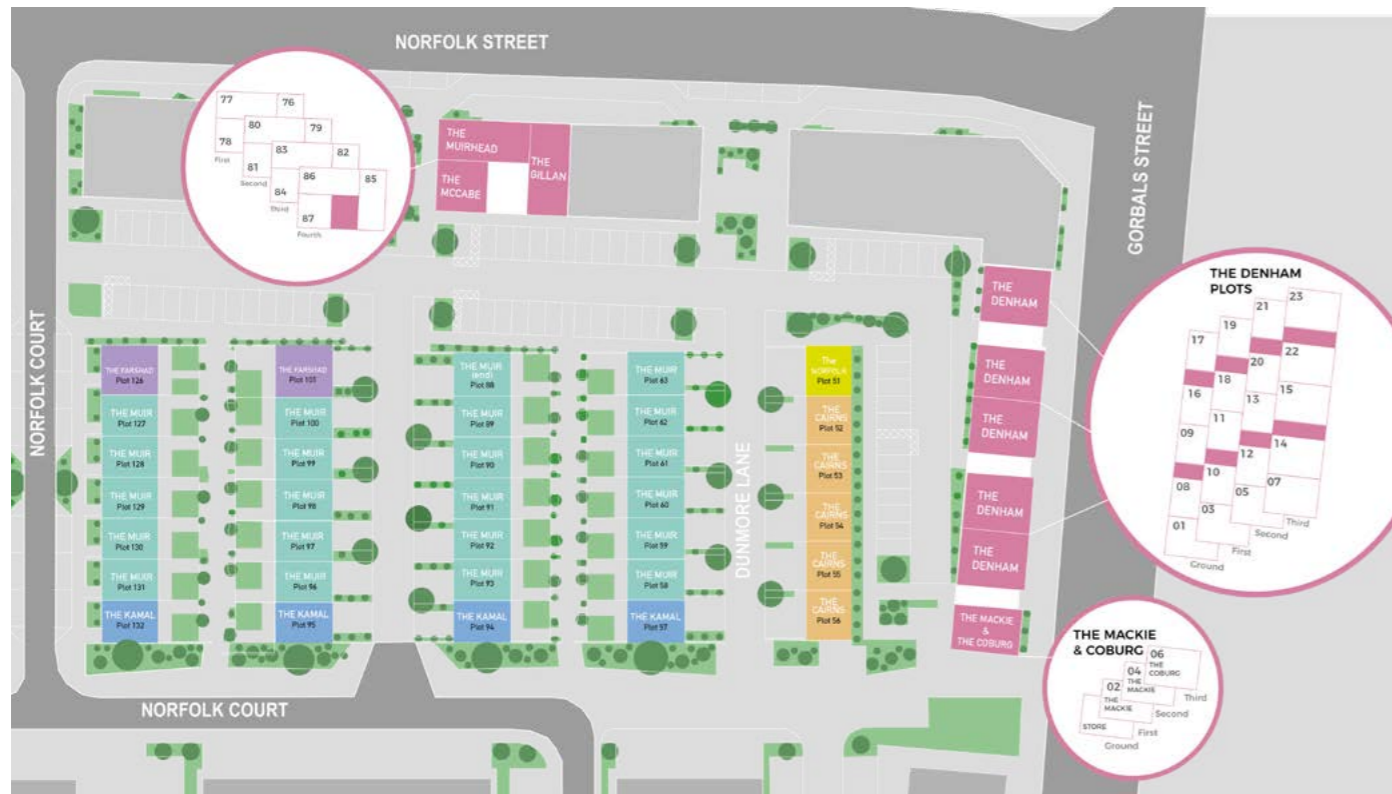 NORFOLK STREET
GORBALS STREET
NORFOLK COURT
77
76
80
79
78
First
83
82
81
Second
86
85
84
Third
87
Fourth
THE
MUIRHEAD
THE
GILLAN
THE
MCCABE
THE
DENHAM
THE
DENHAM
THE
DENHAM
THE
DENHAM
THE
DENHAM
THE MACKIE
&
THE COBURG
THE DENHAM
PLOTS
23
21
19
17
22
20
18
16
15
13
11
09
14
12
10
08
07
05
03
01
Third
Second
First
Ground
THE MACKIE
& COBURG
06
THE
COBURG
04
THE
MACKIE
02
THE
MACKIE
STORE
Third
Second
First
Ground
THE FARSHAD
Plot 126
THE MUIR
Plot 127
THE MUIR
Plot 128
THE MUIR
Plot 129
THE MUIR
Plot 130
THE MUIR
Plot 131
THE KAMAL
Plot 132
THE FARSHAD
Plot 101
THE MUIR
Plot 100
THE MUIR
Plot 99
THE MUIR
Plot 98
THE MUIR
Plot 97
THE MUIR
Plot 96
THE KAMAL
Plot 95
THE MUIR
(end)
Plot 88
THE MUIR
Plot 89
THE MUIR
Plot 90
THE MUIR
Plot 91
THE MUIR
Plot 92
THE MUIR
Plot 93
THE KAMAL
Plot 94
THE MUIR
Plot 63
THE MUIR
Plot 62
THE MUIR
Plot 61
THE MUIR
Plot 60
THE MUIR
Plot 59
THE MUIR
Plot 58
THE KAMAL
Plot 57
DUNMORE LANE
The
NORFOLK
Plot 51
THE
CAIRNS
Plot 52
THE
CAIRNS
Plot 53
THE
CAIRNS
Plot 54
THE
CAIRNS
Plot 55
THE
CAIRNS
Plot 56
NORFOLK COURT